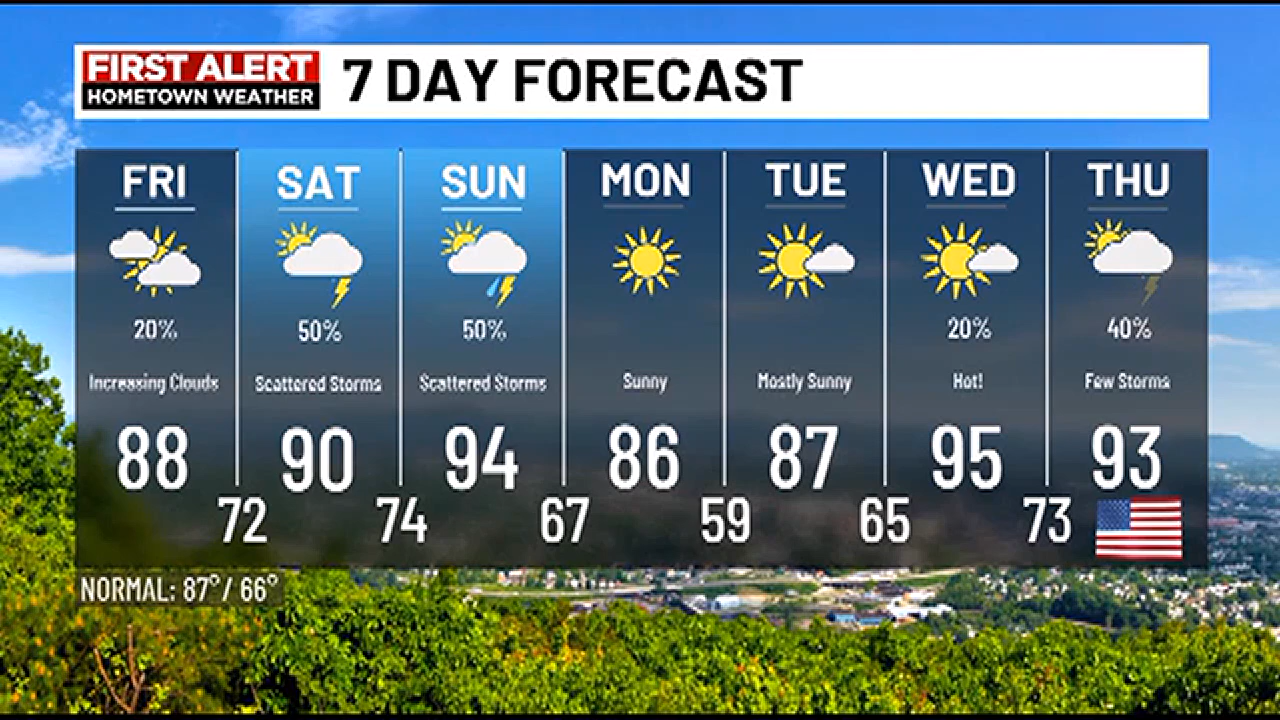 FIRST ALERT
HOMETOWN WEATHER
7 DAY FORECAST
FRI
SAT
SUN
MON
TUE
WED
THU
20%
50%
50%
20%
40%
Increasing Clouds
Scattered Storms
Scattered Storms
Sunny
Mostly Sunny
Hot!
Few Storms
88
90
94
86
87
95
93
72
74
67
59
65
73
NORMAL: 87°/ 66°